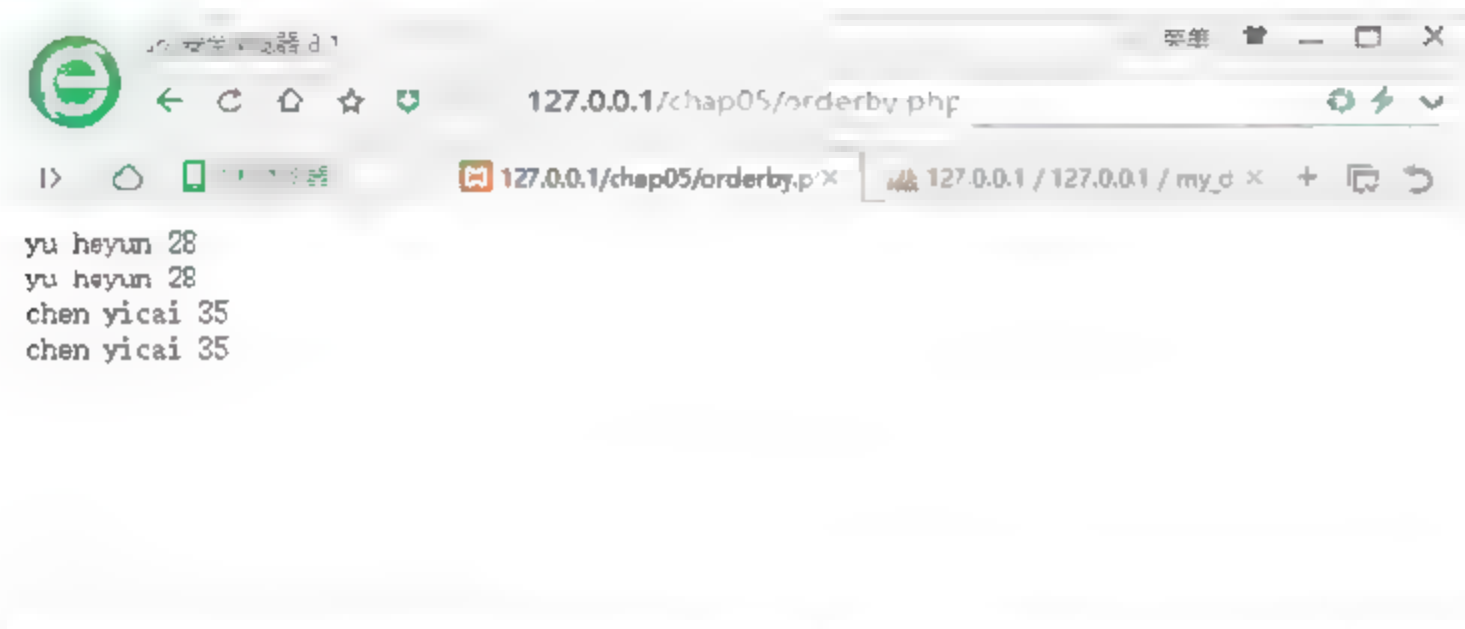 127.0.0.1/chap05/orderby.php
127.0.0.1/chap05/orderby.p
127.0.0.1 / 127.0.0.1 / my_d
yu heyun 28
yu heyun 28
chen yicai 35
chen yicai 35